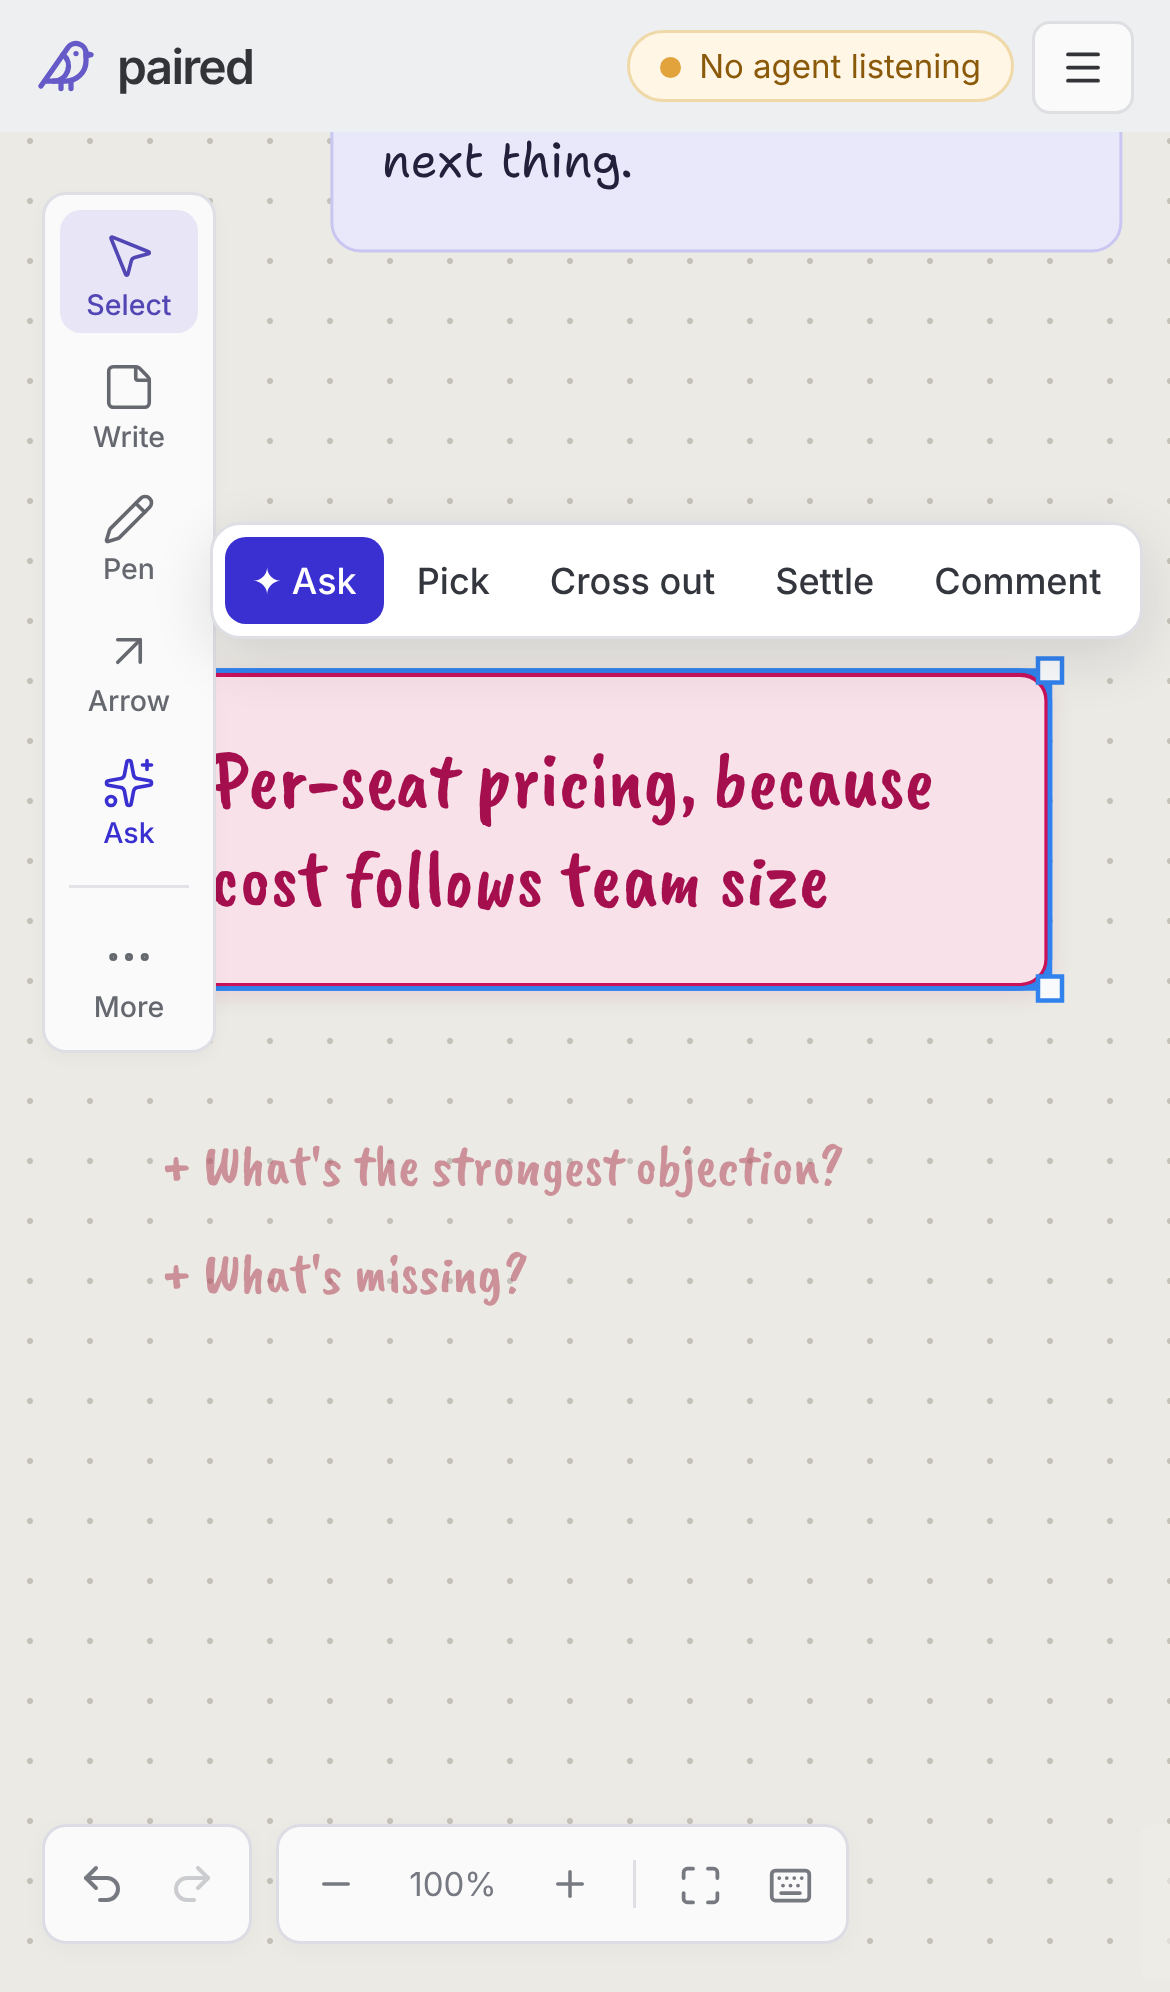 paired
No agent listening
next thing.
Select
Write
Pen
Arrow
Ask
More
Ask Pick Cross out Settle Comment
Per-seat pricing, because
cost follows team size
+ What's the strongest objection?
+ What's missing?
100%